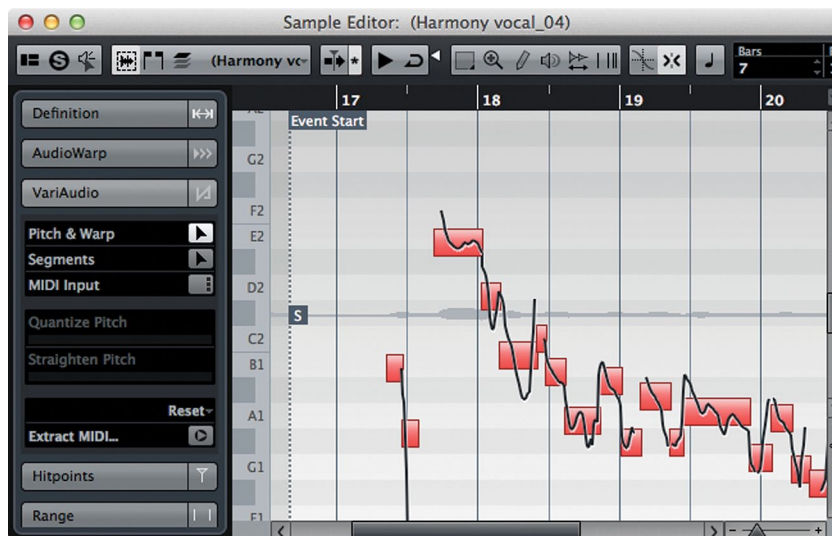 Sample Editor: (Harmony vocal_04)
(Harmony vc
Bars
7
17 18 19 20
Definition
AudioWarp
VariAudio
Pitch & Warp
Segments
MIDI Input
Quantize Pitch
Straighten Pitch
Reset
Extract MIDI...
Hitpoints
Range
Event Start
G2
F2
E2
D2
S
C2
B1
A1
G1